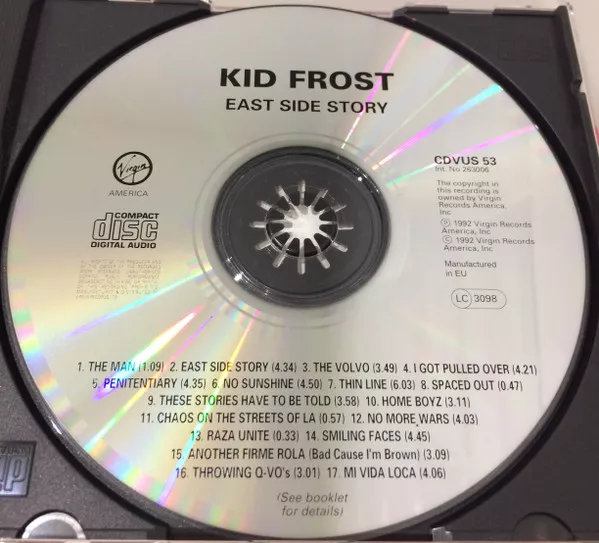 KID FROST
EAST SIDE STORY
Virgin
AMERICA
COMPACT
disc
DIGITAL AUDIO
CDVUS 53
Int. No 263006
The copyright in
this recording is
owned by Virgin
Records America,
Inc
Ⓟ 1992 Virgin Records
America, Inc
© 1992 Virgin Records
America, Inc
Manufactured
in EU
LC 3098
1. THE MAN (1.09) 2. EAST SIDE STORY (4.34) 3. THE VOLVO (3.49) 4. I GOT PULLED OVER (4.21)
5. PENITENTIARY (4.35) 6. NO SUNSHINE (4.50) 7. THIN LINE (6.03) 8. SPACED OUT (0.47)
9. THESE STORIES HAVE TO BE TOLD (3.58) 10. HOME BOYZ (3.11)
11. CHAOS ON THE STREETS OF LA (0.57) 12. NO MORE WARS (4.03)
13. RAZA UNITE (0.33) 14. SMILING FACES (4.45)
15. ANOTHER FIRME ROLA (Bad Cause I'm Brown) (3.09)
16. THROWING Q-VO's (3.01) 17. MI VIDA LOCA (4.06)
(See booklet
for details)